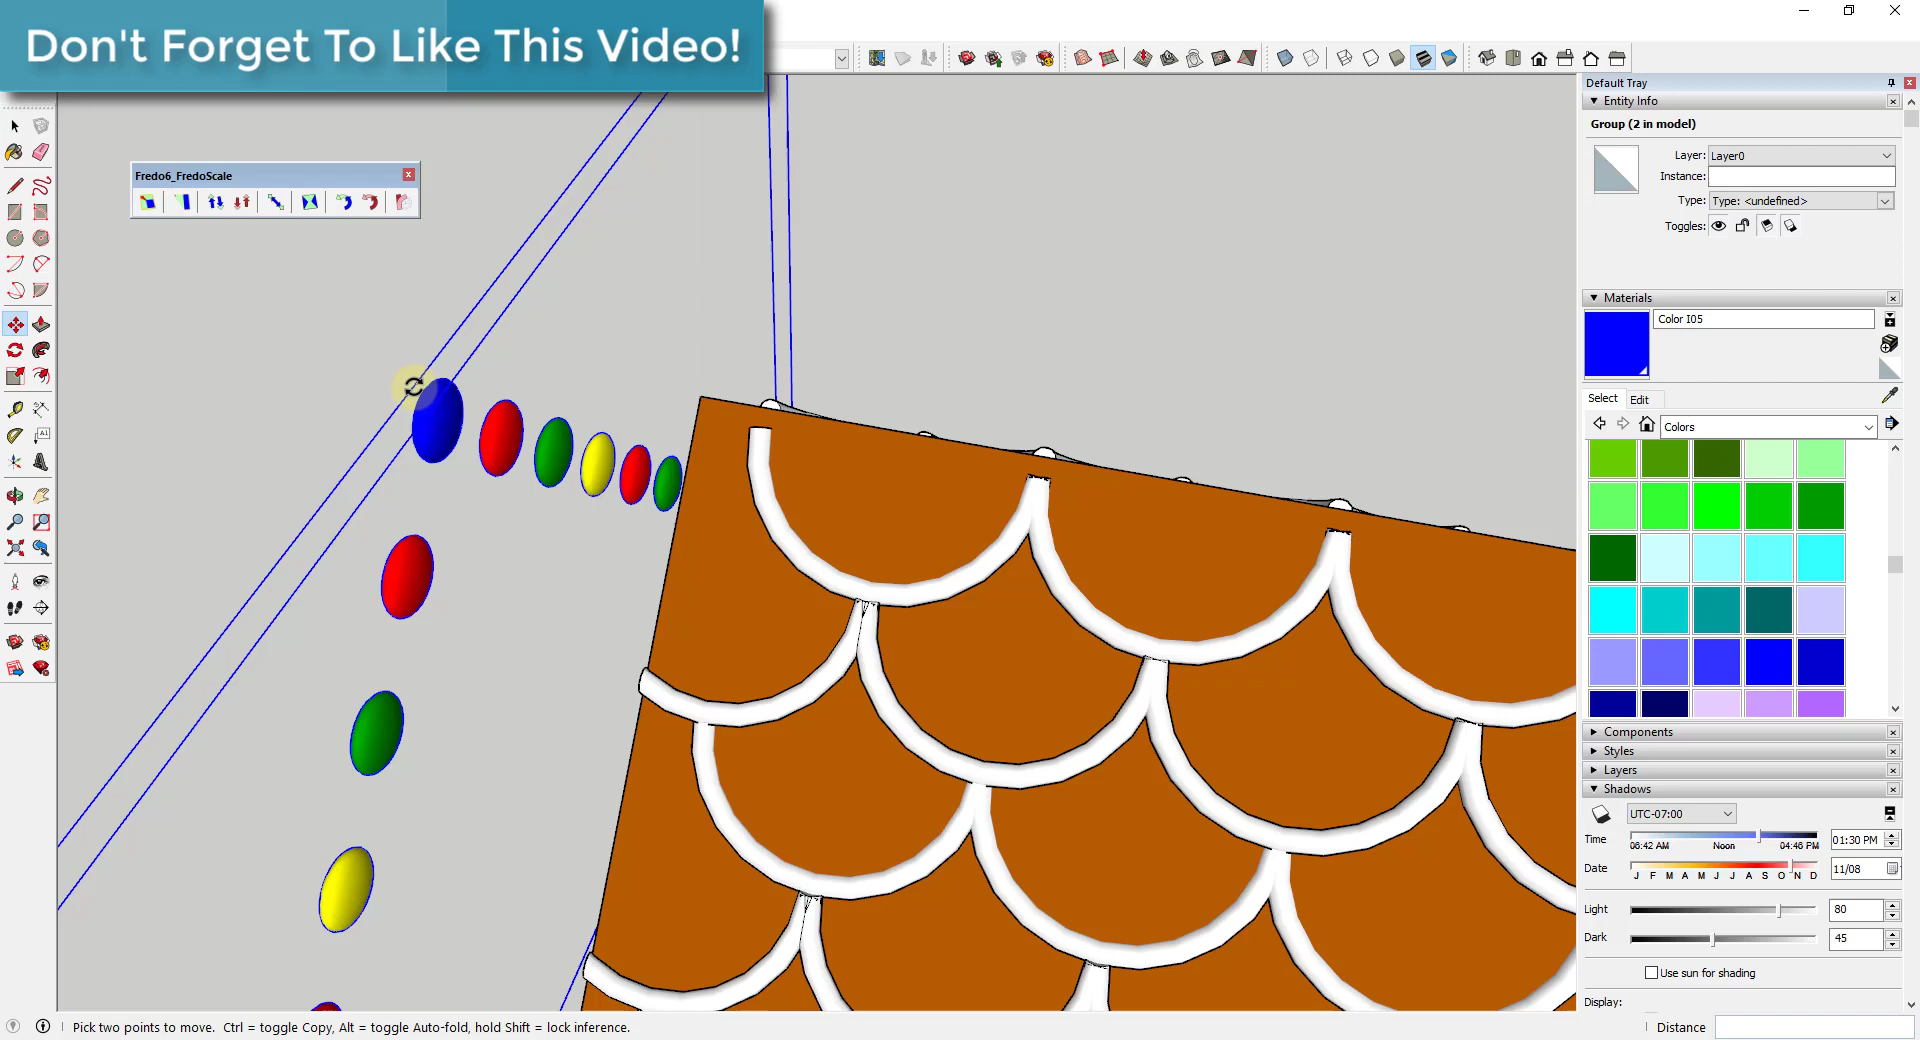 Don't Forget To Like This Video!
Default Tray
Entity Info
Group (2 in model)
Layer: Layer0
Instance:
Type: Type: <undefined>
Toggles:
Fredo6_FredoScale
Materials
Color I05
Select Edit
Colors
Components
Styles
Layers
Shadows
UTC-07:00
Time 06:42 AM Noon 04:46 PM 01:30 PM
Date J F M A M J J A S O N D 11/08
Light 80
Dark 45
Use sun for shading
Display:
Pick two points to move. Ctrl = toggle Copy, Alt = toggle Auto-fold, hold Shift = lock inference.
Distance